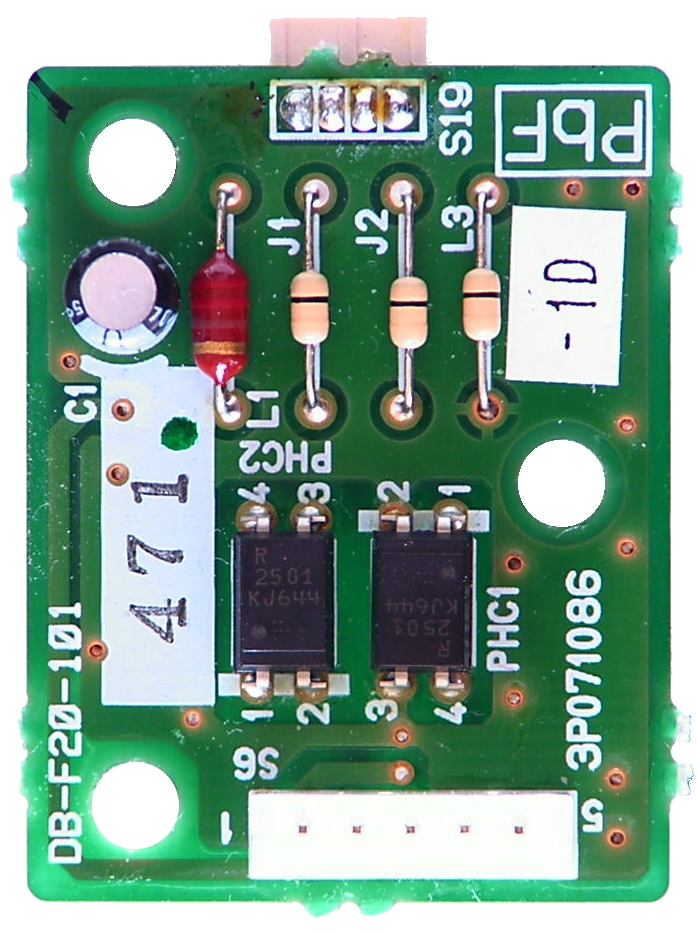 S19
PbF
J1
J2
L3
-1D
C1
L1
PHC2
4
3
2
1
R
2501
KJ644
R
2501
KJ644
471
PHC1
1
2
3
4
DB-F20-101
3P071086
S6
1
5